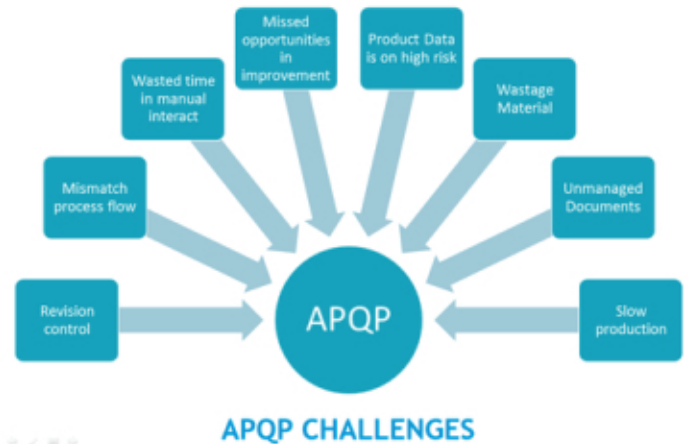 Missed
opportunities
in
improvement
Product Data
is on high risk
Wasted time
in manual
interact
Wastage
Material
Mismatch
process flow
Unmanaged
Documents
Revision
control
APQP
Slow
production
APQP CHALLENGES